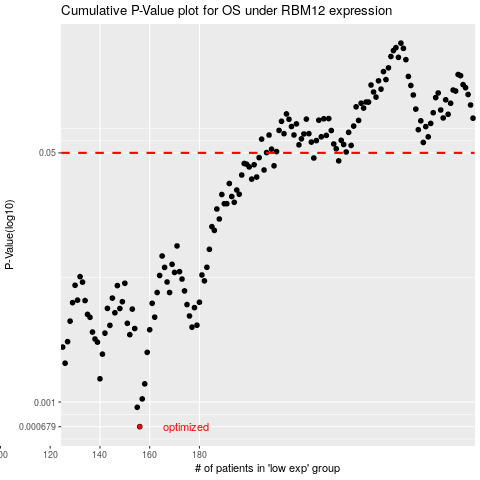 Cumulative P-Value plot for OS under RBM12 expression
P-Value(log10)
0.05
0.001
0.000679
optimized
00 120 140 160 180
# of patients in 'low exp' group